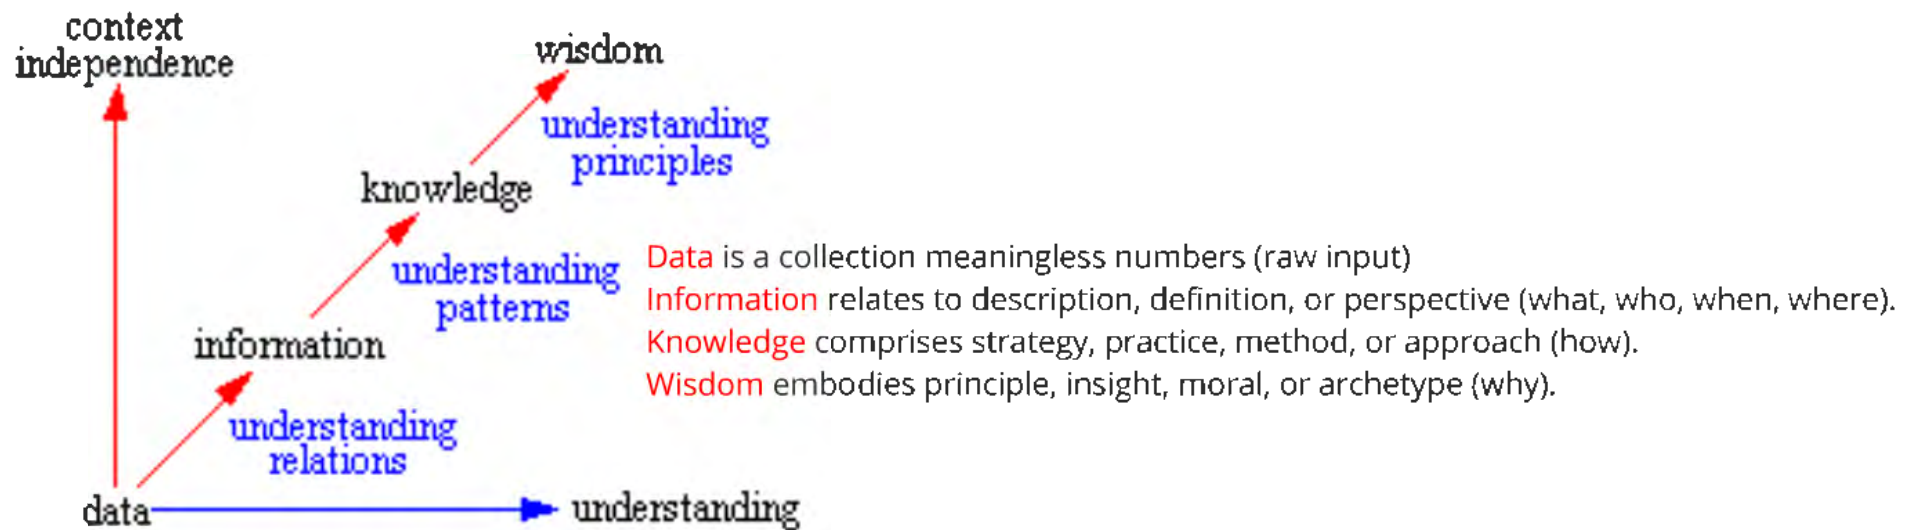 context
independence
wisdom
understanding
principles
knowledge
understanding
patterns
information
understanding
relations
data
understanding
Data is a collection meaningless numbers (raw input)
Information relates to description, definition, or perspective (what, who, when, where).
Knowledge comprises strategy, practice, method, or approach (how).
Wisdom embodies principle, insight, moral, or archetype (why).